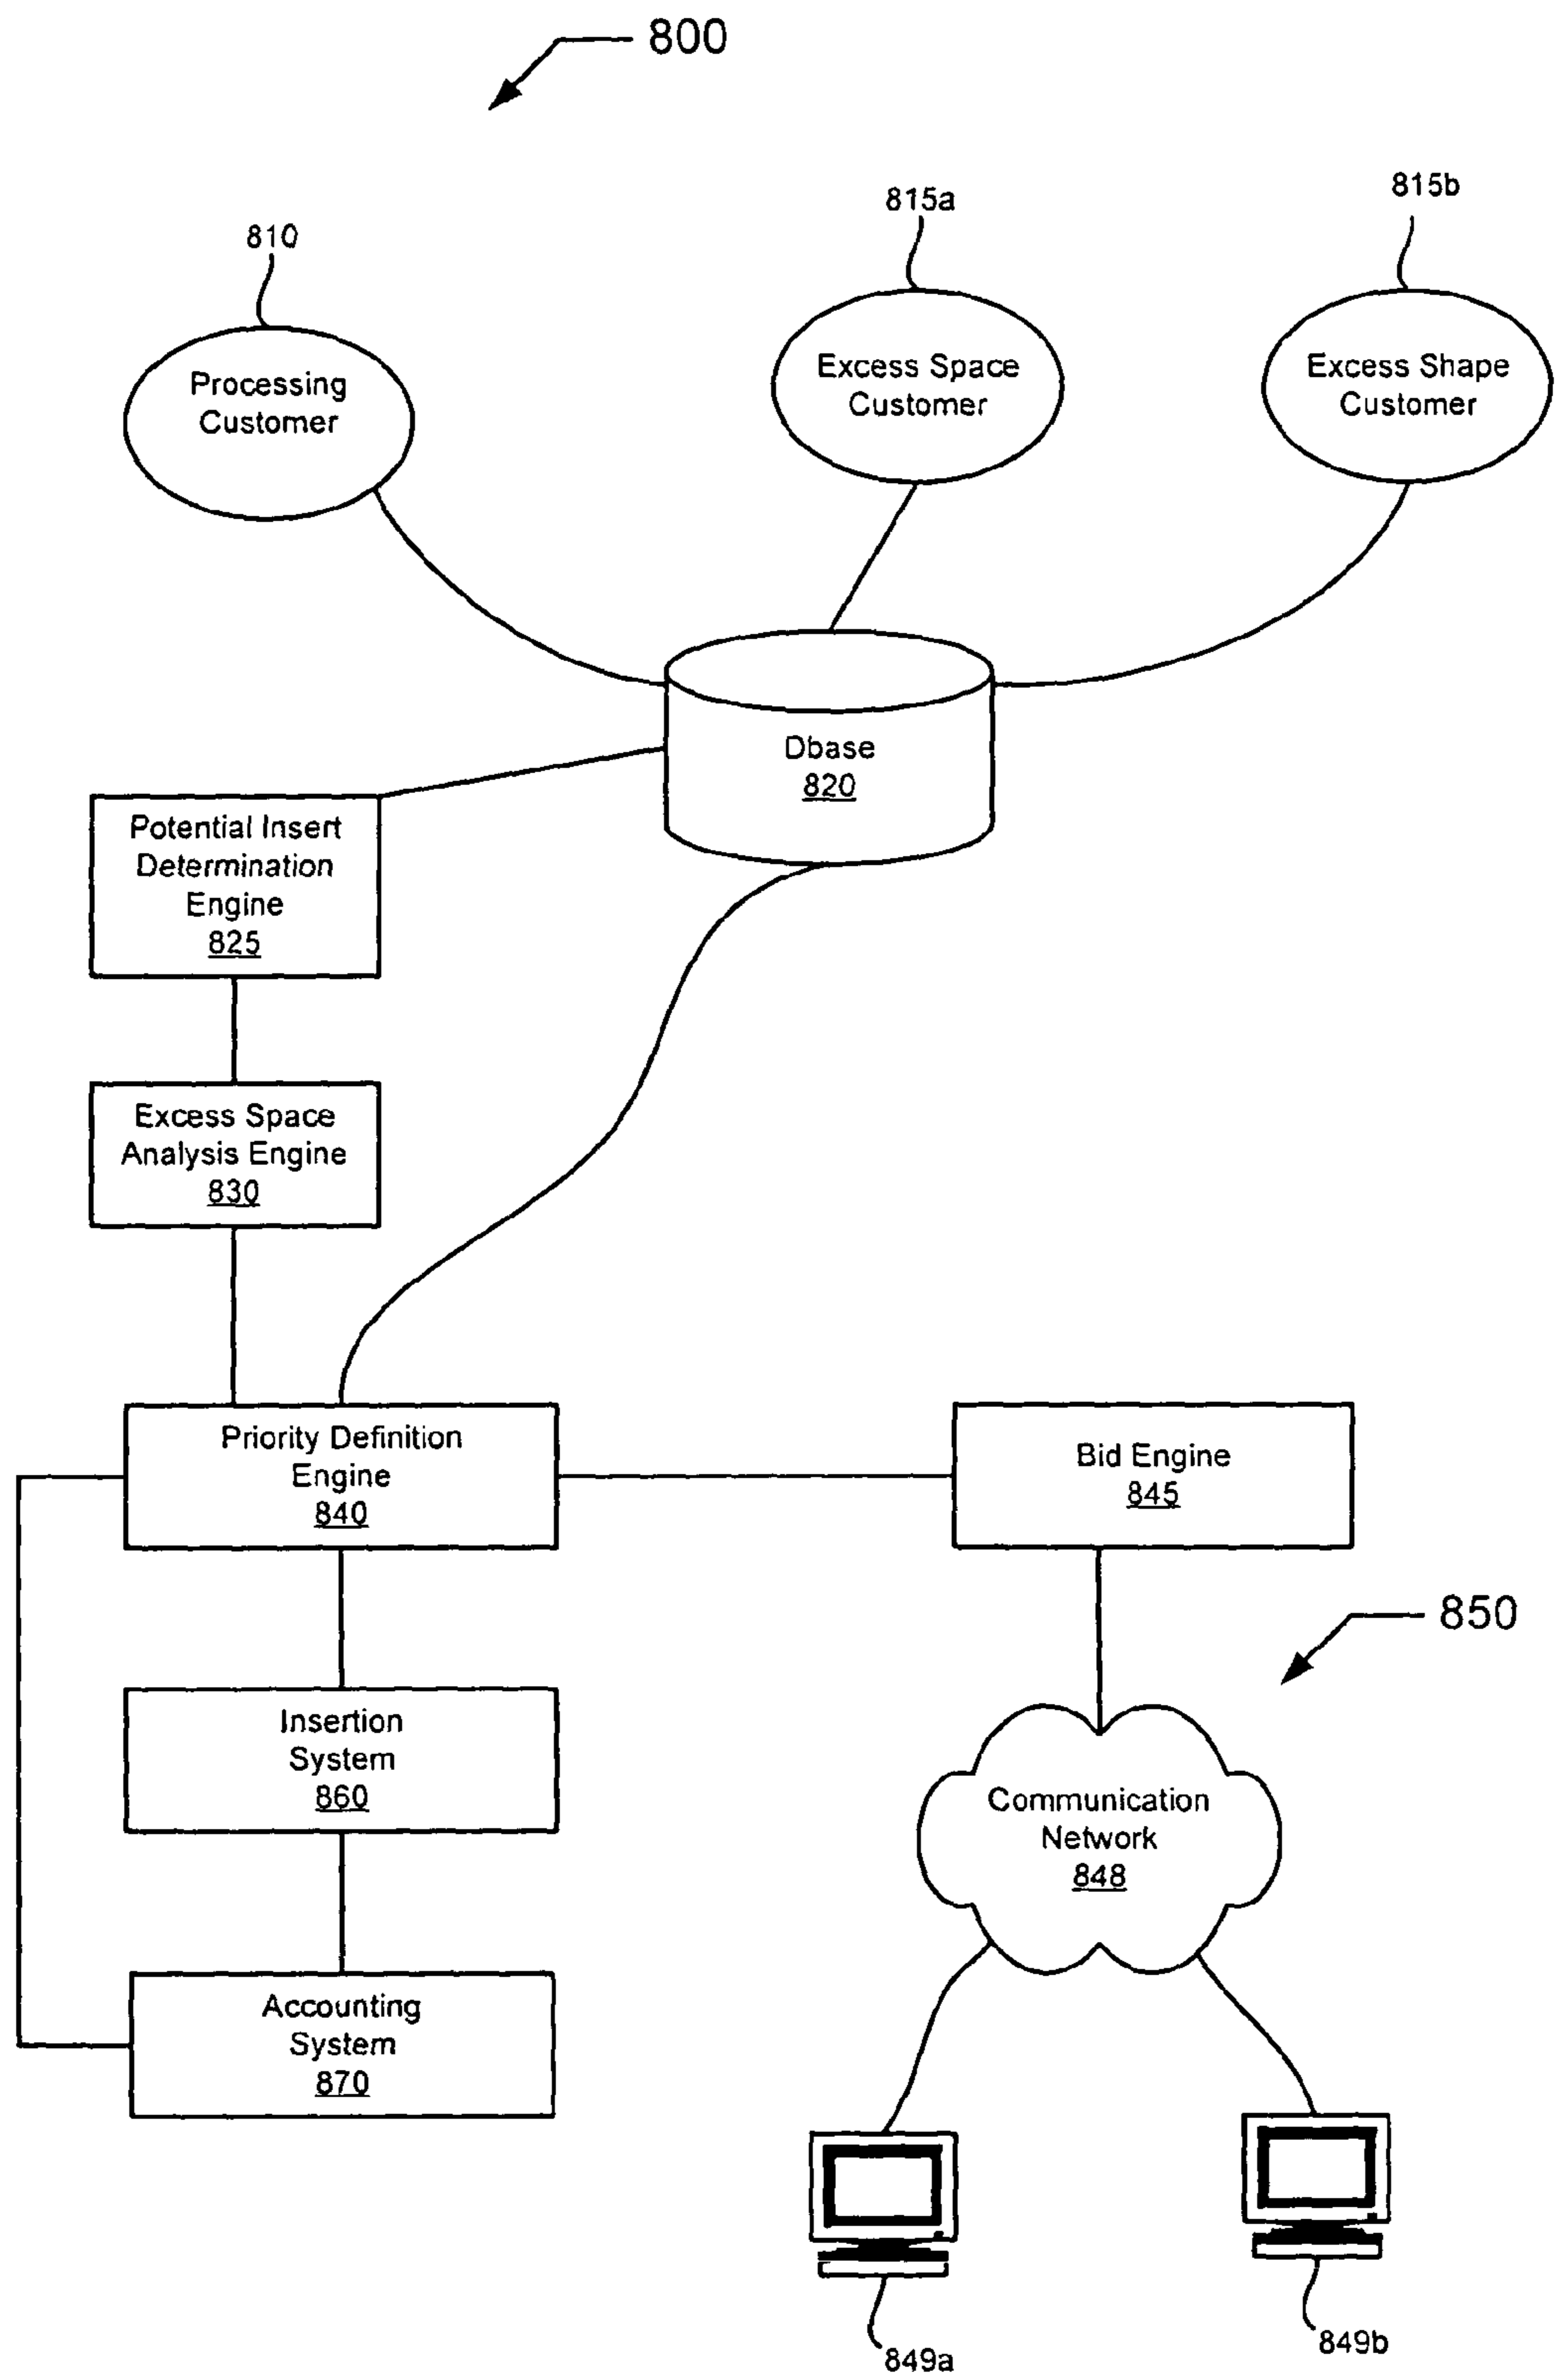 800
815b
815a
810
Processing
Customer
Excess Space
Customer
Excess Shape
Customer
Dbase
820
Potential Insert
Determination
Engine
825
Excess Space
Analysis Engine
830
Priority Definition
Engine
840
Bid Engine
845
850
Insertion
System
860
Communication
Network
848
Accounting
System
870
849a
849b